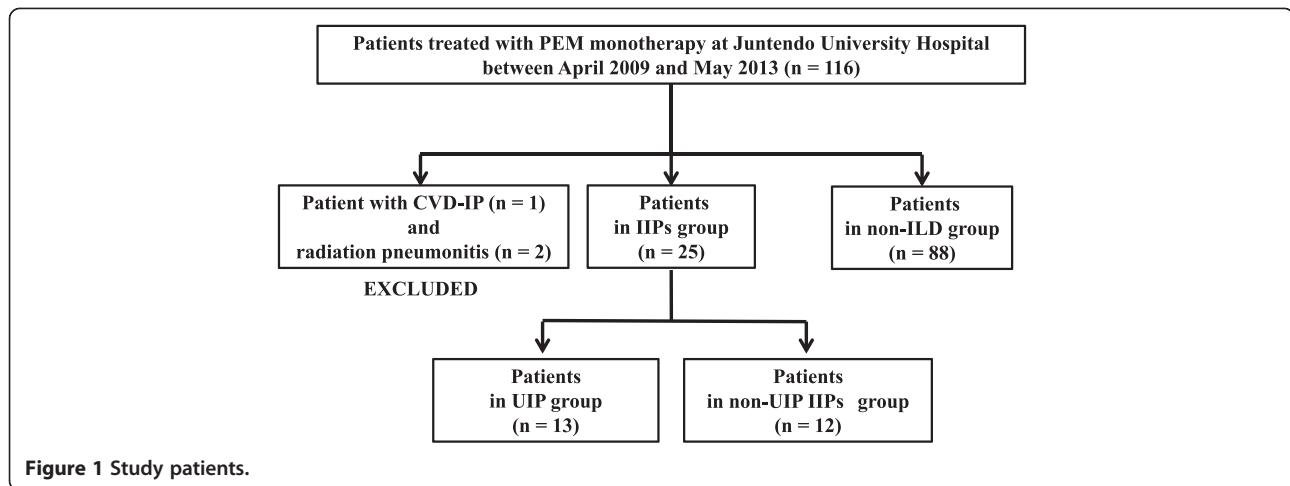 Patients treated with PEM monotherapy at Juntendo University Hospital
between April 2009 and May 2013 (n = 116)
Patient with CVD-IP (n = 1)
and
radiation pneumonitis (n = 2)
EXCLUDED
Patients
in IIPs group
(n = 25)
Patients
in non-ILD group
(n = 88)
Patients
in UIP group
(n = 13)
Patients
in non-UIP IIPs group
(n = 12)
Figure 1 Study patients.